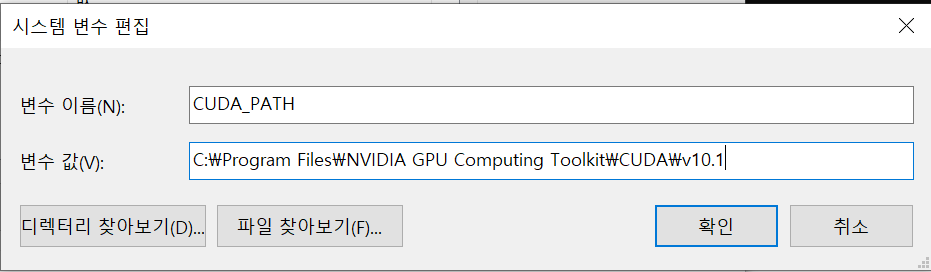 시스템 변수 편집
변수 이름(N): CUDA_PATH
변수 값(V): C:₩Program Files₩NVIDIA GPU Computing Toolkit₩CUDA₩v10.1
디렉터리 찾아보기(D)... 파일 찾아보기(F)... 확인 취소